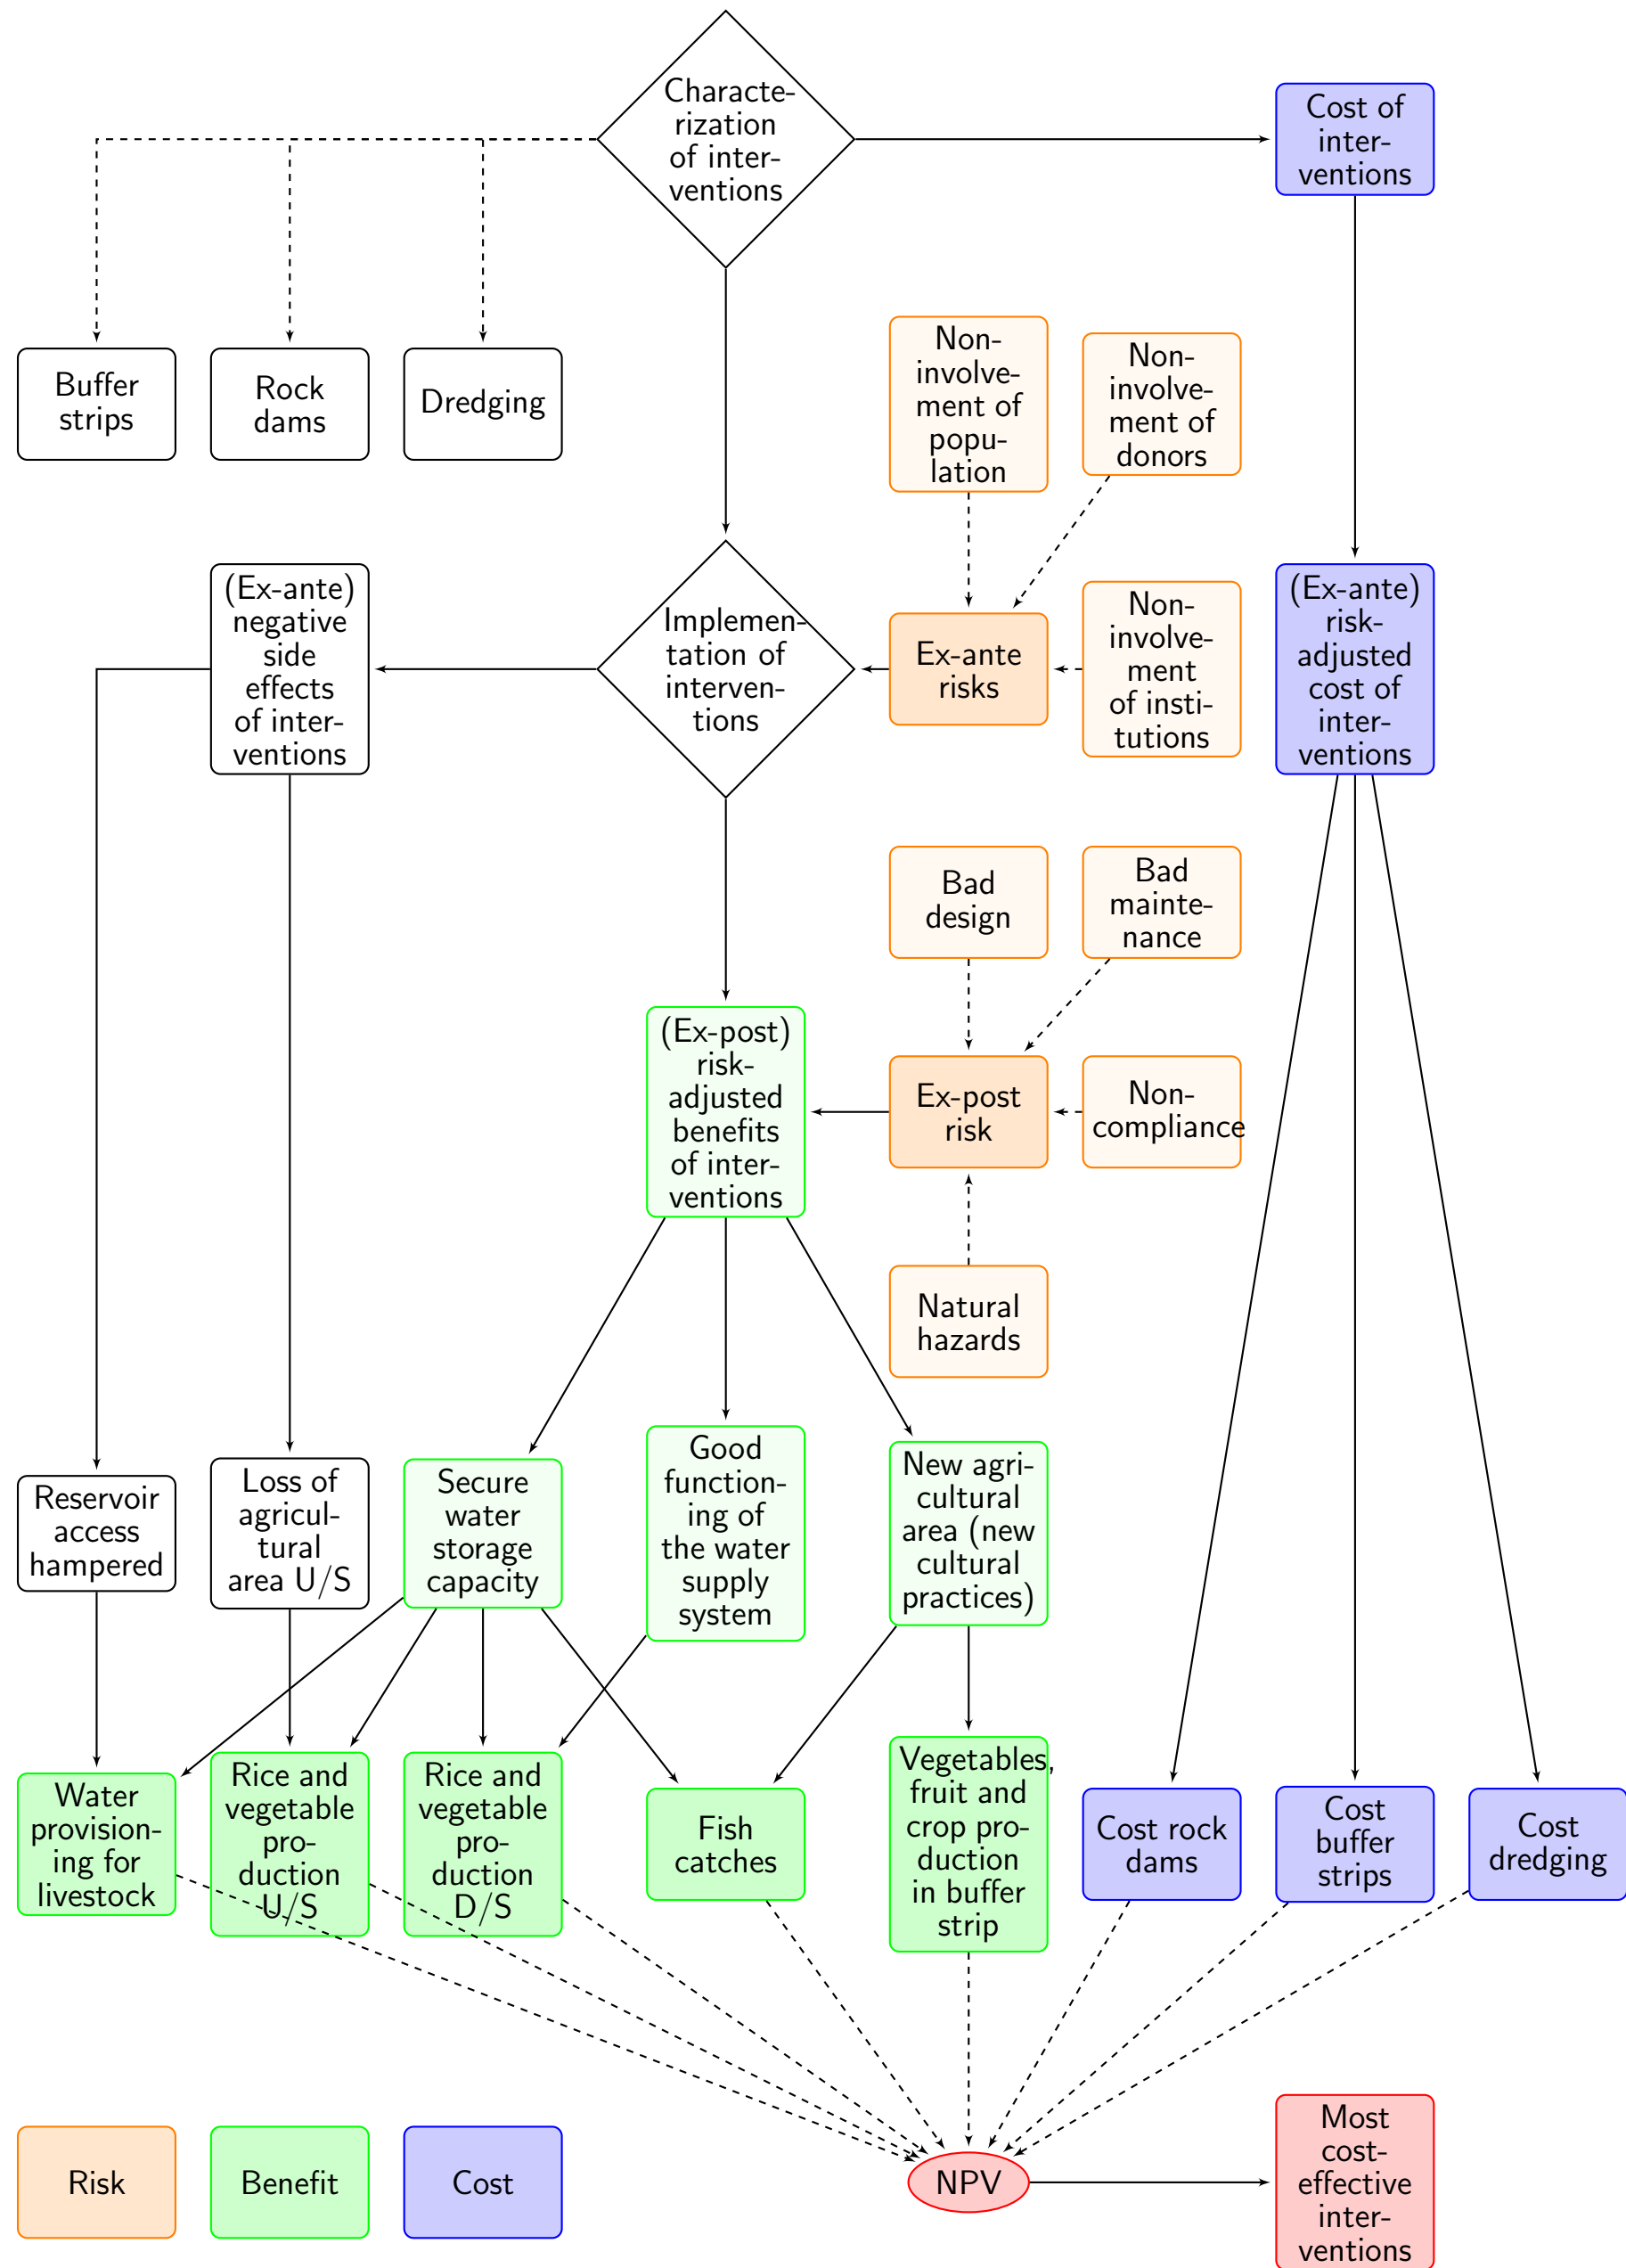 Characte-
rization
of inter-
ventions
Cost of
inter-
ventions
Buffer
strips
Rock
dams
Dredging
Non-
involve-
ment of
popu-
lation
Non-
involve-
ment of
donors
(Ex-ante)
negative
side
effects
of inter-
ventions
Implemen-
tation of
interven-
tions
Ex-ante
risks
Non-
involve-
ment
of insti-
tutions
(Ex-ante)
risk-
adjusted
cost of
inter-
ventions
Bad
design
Bad
mainte-
nance
(Ex-post)
risk-
adjusted
benefits
of inter-
ventions
Ex-post
risk
Non-
compliance
Natural
hazards
Reservoir
access
hampered
Loss of
agricul-
tural
area U/S
Secure
water
storage
capacity
Good
function-
ing of
the water
supply
system
New agri-
cultural
area (new
cultural
practices)
Water
provision-
ing for
livestock
Rice and
vegetable
pro-
duction
U/S
Rice and
vegetable
pro-
duction
D/S
Fish
catches
Vegetables,
fruit and
crop pro-
duction
in buffer
strip
Cost rock
dams
Cost
buffer
strips
Cost
dredging
Risk
Benefit
Cost
NPV
Most
cost-
effective
inter-
ventions